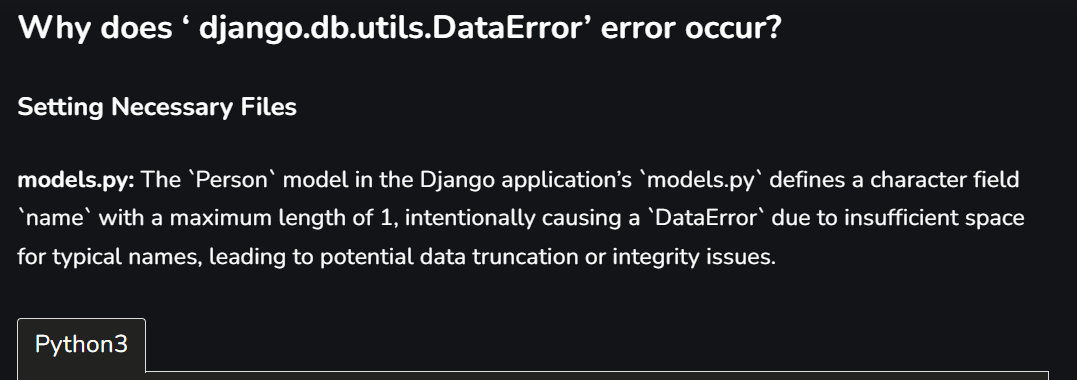 Why does ‘ django.db.utils.DataError’ error occur?
Setting Necessary Files
models.py: The `Person` model in the Django application’s `models.py` defines a character field
`name` with a maximum length of 1, intentionally causing a `DataError` due to insufficient space
for typical names, leading to potential data truncation or integrity issues.
Python3